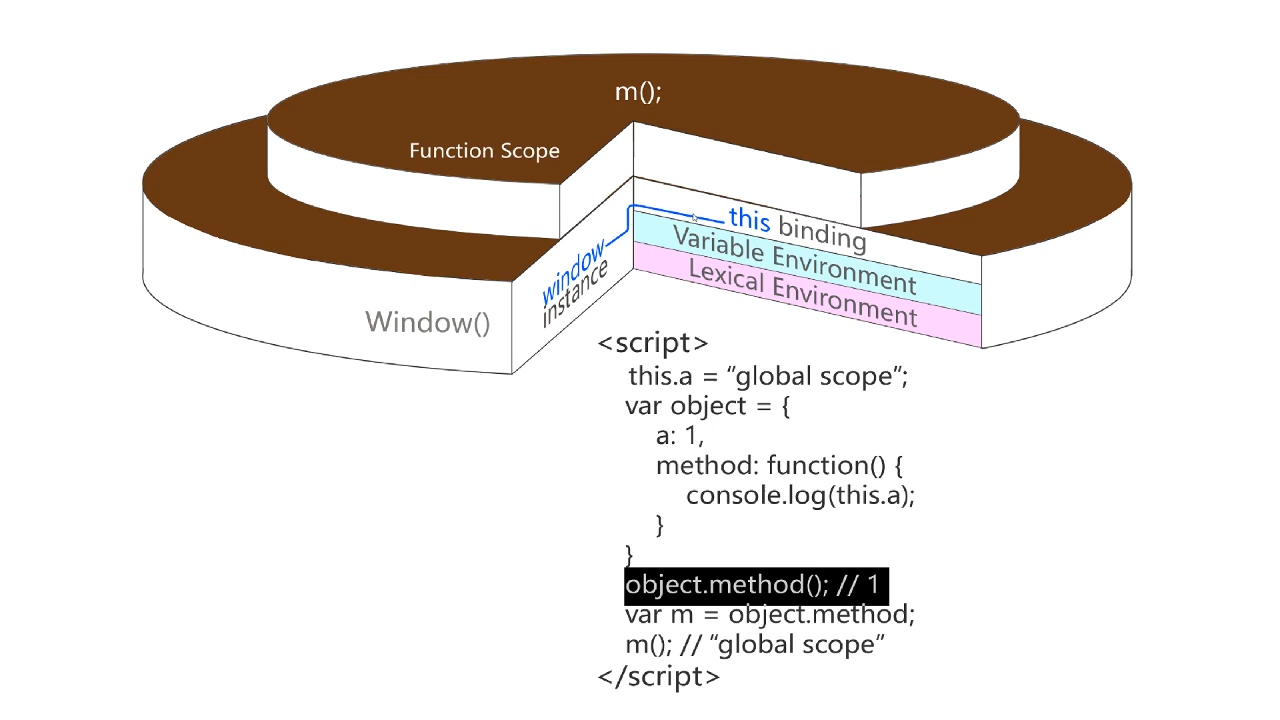 m();
Function Scope
this binding
Variable Environment
Lexical Environment
window
instance
Window()
<script>
this.a = “global scope”;
var object = {
a: 1,
method: function() {
console.log(this.a);
}
}
object.method(); // 1
var m = object.method;
m(); // “global scope”
</script>